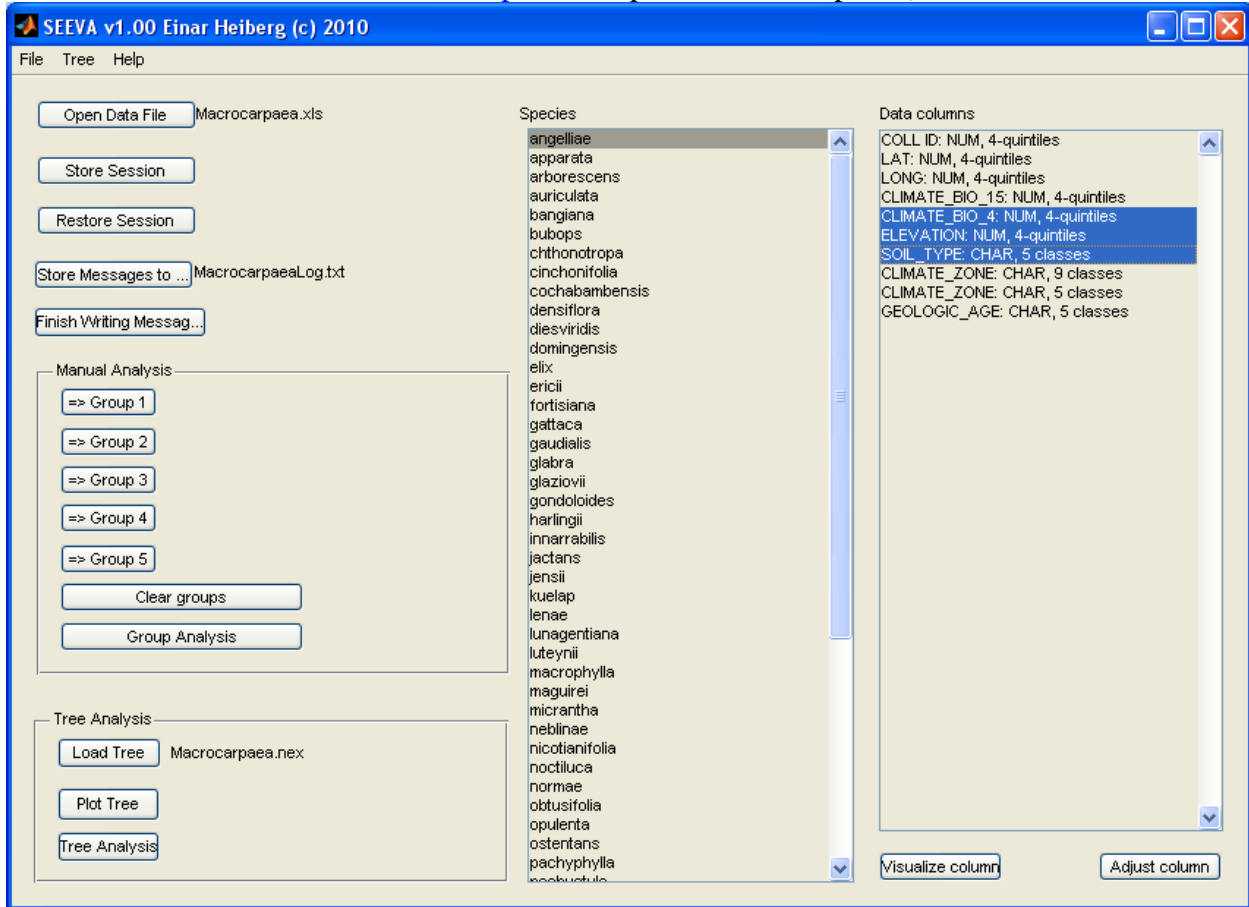 SEEVA v1.00 Einar Heiberg (c) 2010
File Tree Help
Open Data File Macrocarpaea.xls
Store Session
Restore Session
Store Messages to ... MacrocarpaeaLog.txt
Finish Writing Messag...
Manual Analysis
=> Group 1
=> Group 2
=> Group 3
=> Group 4
=> Group 5
Clear groups
Group Analysis
Tree Analysis
Load Tree Macrocarpaea.nex
Plot Tree
Tree Analysis
Species
angelliae
apparata
arborescens
auriculata
bangiana
bubops
chthonotropa
cinchonifolia
cochabambensis
densiflora
diesviridis
domingensis
elix
ericii
fortisiana
gattaca
gaudialis
glabra
glaziovii
gondoloides
harlingii
innarrabilis
jactans
jensii
kuelap
lenae
lunagentiana
luteynii
macrophylla
maguirei
micrantha
neblinae
nicotianifolia
noctiluca
normae
obtusifolia
opulenta
ostentans
pachyphylla
Data columns
COLL ID: NUM, 4-quintiles
LAT: NUM, 4-quintiles
LONG: NUM, 4-quintiles
CLIMATE_BIO_15: NUM, 4-quintiles
CLIMATE_BIO_4: NUM, 4-quintiles
ELEVATION: NUM, 4-quintiles
SOIL_TYPE: CHAR, 5 classes
CLIMATE_ZONE: CHAR, 9 classes
CLIMATE_ZONE: CHAR, 5 classes
GEOLOGIC_AGE: CHAR, 5 classes
Visualize column
Adjust column